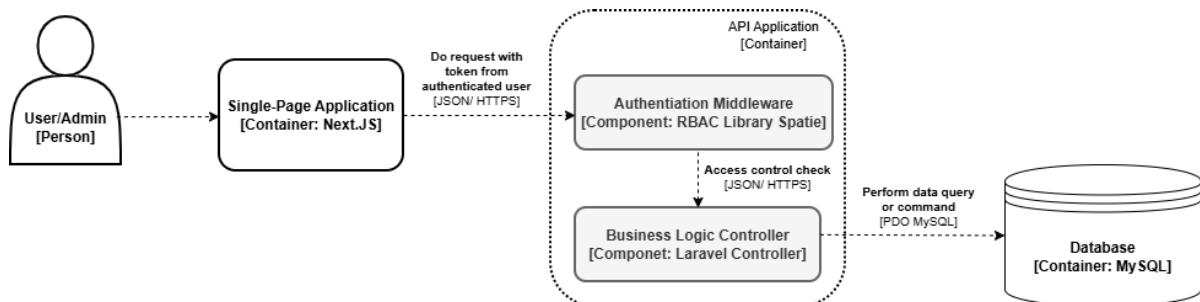 User/Admin
[Person]
Single-Page Application
[Container: Next.JS]
Do request with
token from
authenticated user
[JSON/ HTTPS]
API Application
[Container]
Authentiation Middleware
[Component: RBAC Library Spatie]
Access control check
[JSON/ HTTPS]
Business Logic Controller
[Componet: Laravel Controller]
Perform data query
or command
[PDO MySQL]
Database
[Container: MySQL]